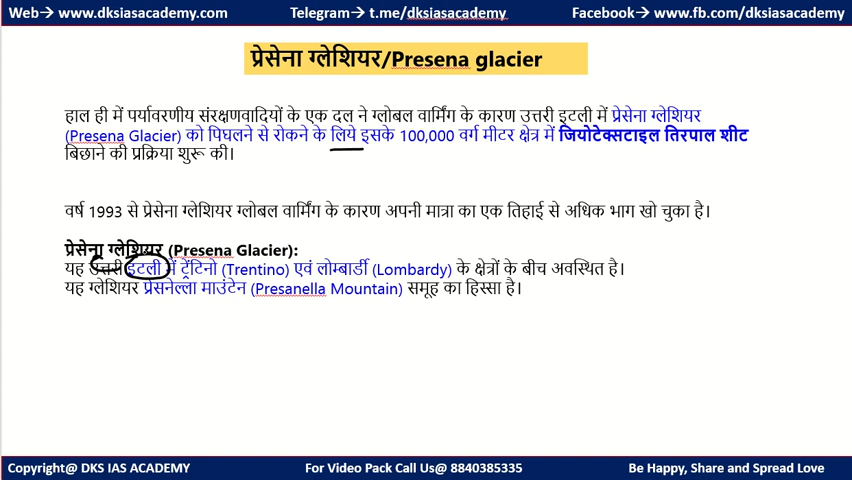 Web→ www.dksiasacademy.com Telegram→ t.me/dksiasacademy Facebook→ www.fb.com/dksiasacademy
प्रेसेना ग्लेशियर/Presena glacier
हाल ही में पर्यावरणीय संरक्षणवादियों के एक दल ने ग्लोबल वार्मिंग के कारण उत्तरी इटली में प्रेसेना ग्लेशियर
(Presena Glacier) को पिघलने से रोकने के लिये इसके 100,000 वर्ग मीटर क्षेत्र में जियोटेक्सटाइल तिरपाल शीट
बिछाने की प्रक्रिया शुरू की।
वर्ष 1993 से प्रेसेना ग्लेशियर ग्लोबल वार्मिंग के कारण अपनी मात्रा का एक तिहाई से अधिक भाग खो चुका है।
प्रेसेना ग्लेशियर (Presena Glacier):
यह उत्तरी इटली में ट्रेंटिनो (Trentino) एवं लोम्बार्डी (Lombardy) के क्षेत्रों के बीच अवस्थित है।
यह ग्लेशियर प्रेसनेल्ला माउंटेन (Presanella Mountain) समूह का हिस्सा है।
Copyright@ DKS IAS ACADEMY For Video Pack Call Us@ 8840385335 Be Happy, Share and Spread Love